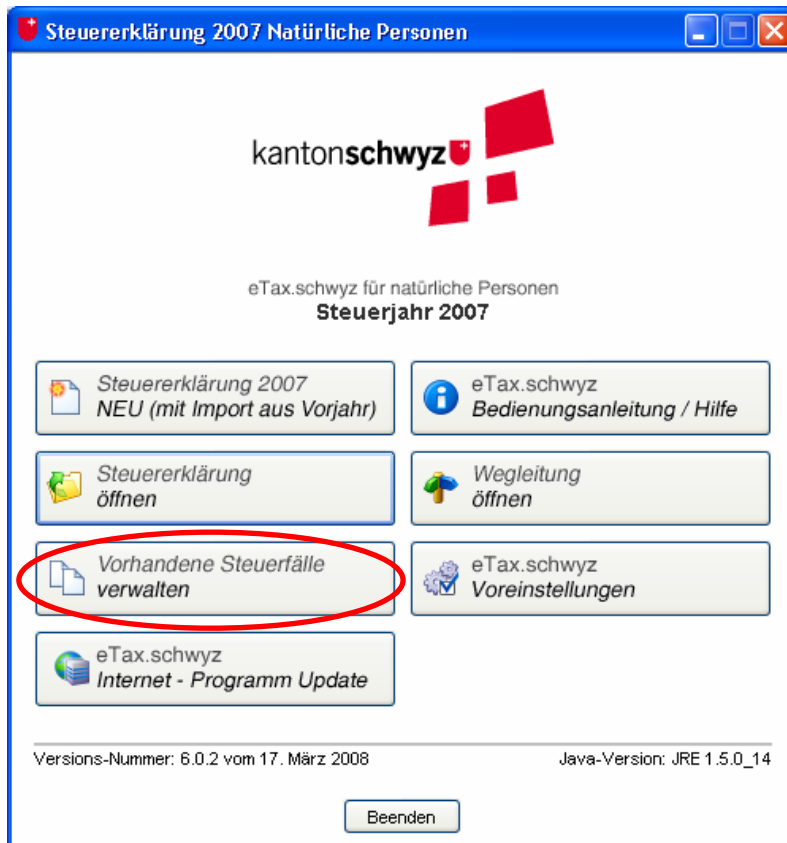 Steuererklärung 2007 Natürliche Personen
kantonschwyz
eTax.schwyz für natürliche Personen
Steuerjahr 2007
Steuererklärung 2007
NEU (mit Import aus Vorjahr)
eTax.schwyz
Bedienungsanleitung / Hilfe
Steuererklärung
öffnen
Wegleitung
öffnen
Vorhandene Steuerfälle
verwalten
eTax.schwyz
Voreinstellungen
eTax.schwyz
Internet - Programm Update
Versions-Nummer: 6.0.2 vom 17. März 2008
Java-Version: JRE 1.5.0_14
Beenden